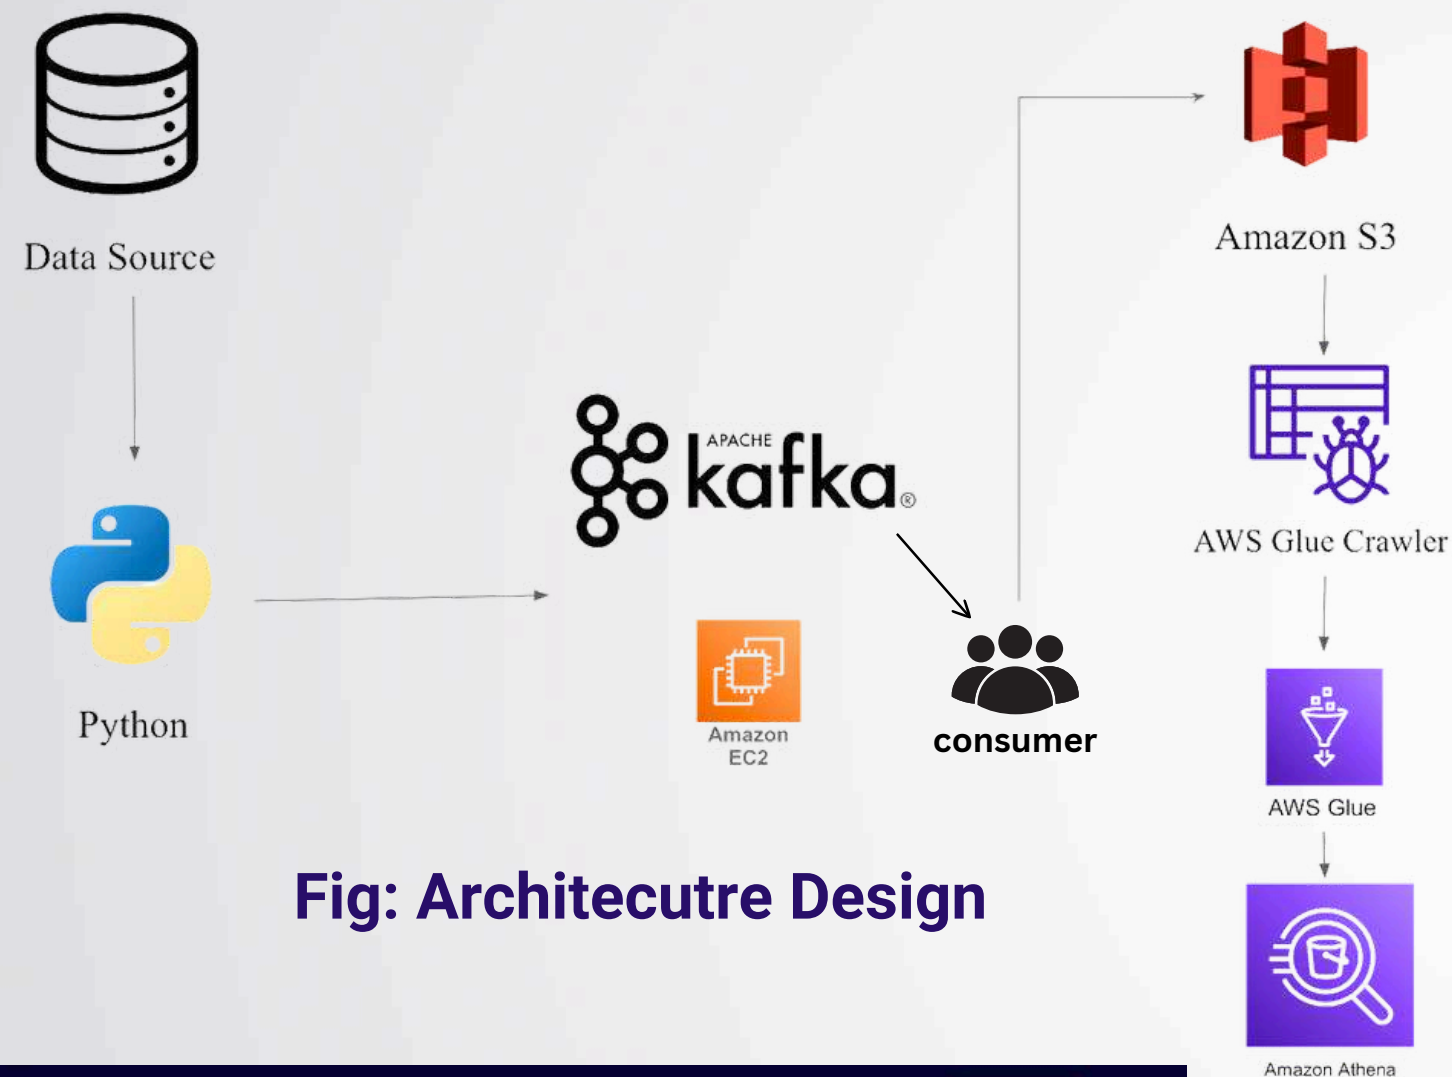 Data Source
Python
APACHE
kafka®
Amazon
EC2
consumer
Amazon S3
AWS Glue Crawler
AWS Glue
Amazon Athena
Fig: Architecutre Design